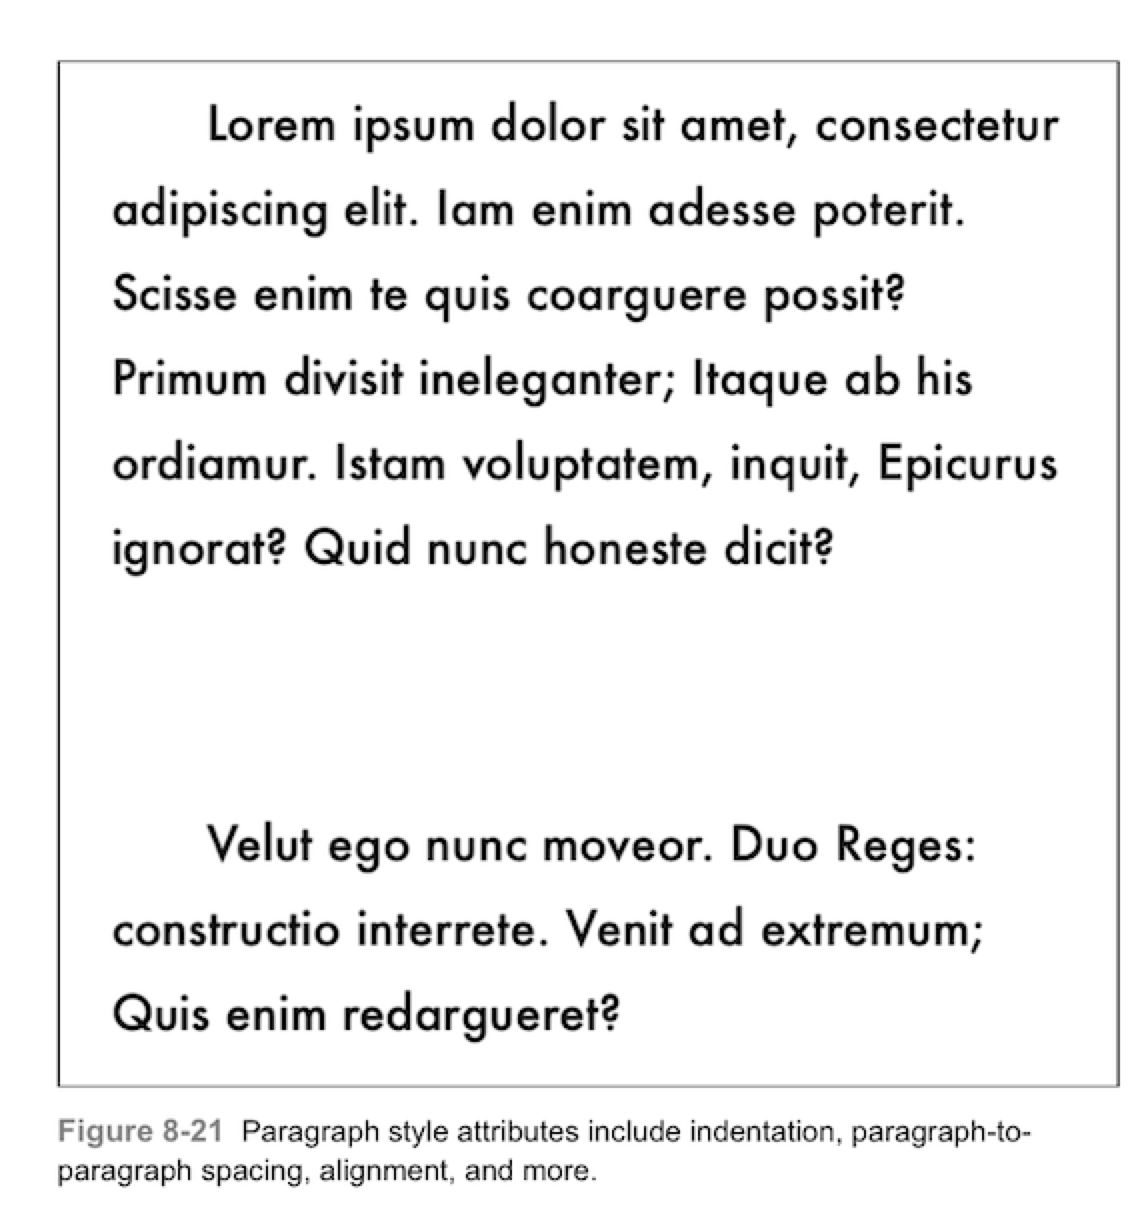 Lorem ipsum dolor sit amet, consectetur
adipiscing elit. Iam enim adesse poterit.
Scisse enim te quis coarguere possit?
Primum divisit ineleganter; Itaque ab his
ordiamur. Istam voluptatem, inquit, Epicurus
ignorat? Quid nunc honeste dicit?
Velut ego nunc moveor. Duo Reges:
constructio interrete. Venit ad extremum;
Quis enim redargueret?
Figure 8-21 Paragraph style attributes include indentation, paragraph-to-
paragraph spacing, alignment, and more.